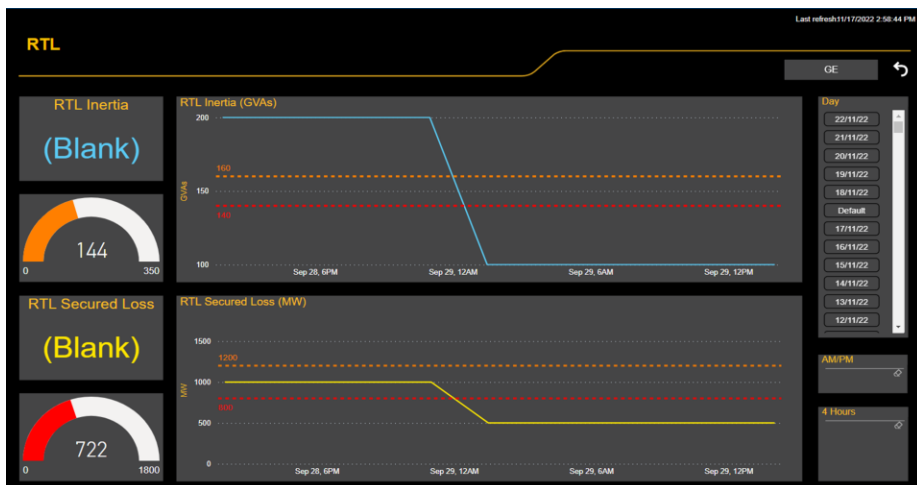 Last refresh11/17/2022 2:58:44 PM
RTL
GE
RTL Inertia
(Blank)
144
0
350
RTL Inertia (GVAs)
200
160
150
140
100
GVAs
Sep 28, 6PM
Sep 29, 12AM
Sep 29, 6AM
Sep 29, 12PM
RTL Secured Loss
(Blank)
722
0
1800
RTL Secured Loss (MW)
1500
1200
1000
800
500
0
MW
Sep 28, 6PM
Sep 29, 12AM
Sep 29, 6AM
Sep 29, 12PM
Day
22/11/22
21/11/22
20/11/22
19/11/22
18/11/22
Default
17/11/22
16/11/22
15/11/22
14/11/22
13/11/22
12/11/22
AM/PM
4 Hours